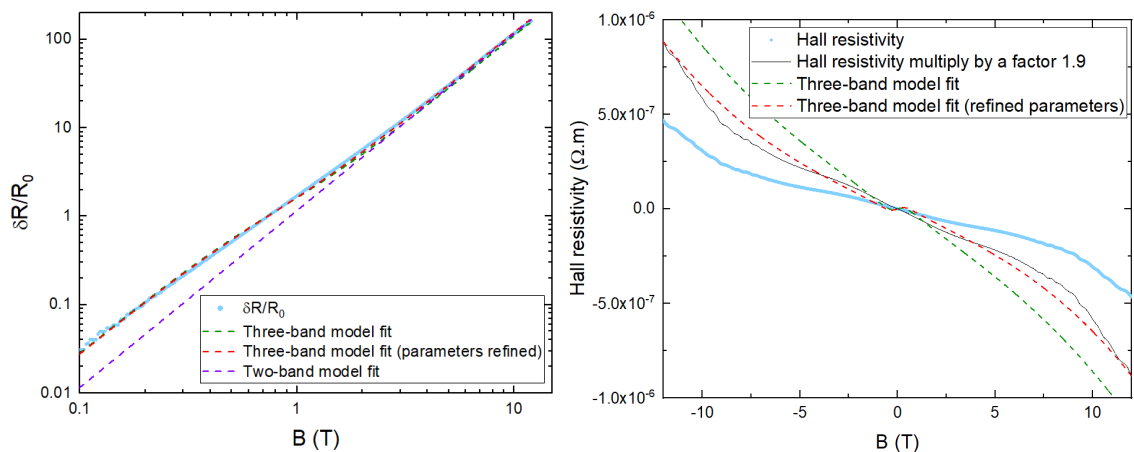 δR/R₀
100
10
1
0.1
0.01
0.1
1
10
B (T)
δR/R₀
Three-band model fit
Three-band model fit (parameters refined)
Two-band model fit
Hall resistivity (Ω.m)
1.0x10⁻⁶
5.0x10⁻⁷
0.0
-5.0x10⁻⁷
-1.0x10⁻⁶
-10
-5
0
5
10
B (T)
Hall resistivity
Hall resistivity multiply by a factor 1.9
Three-band model fit
Three-band model fit (refined parameters)